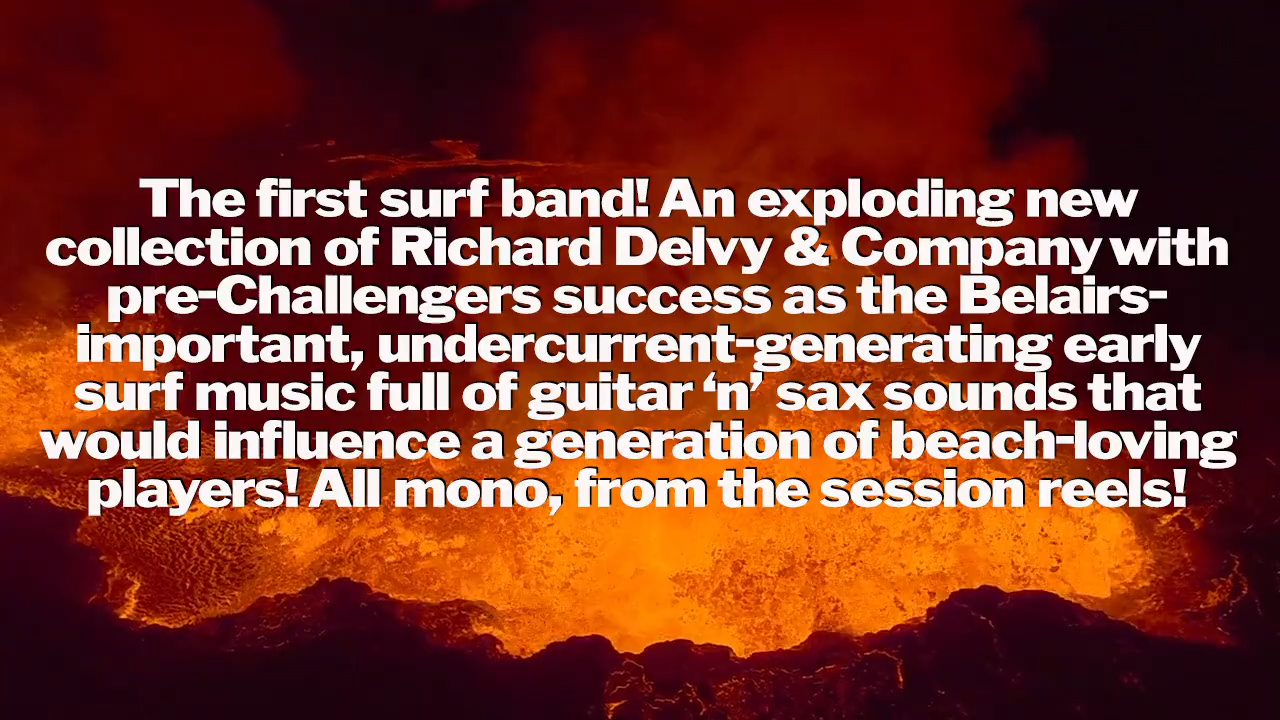 The first surf band! An exploding new
collection of Richard Delvy & Company with
pre-Challengers success as the Belairs-
important, undercurrent-generating early
surf music full of guitar ‘n’ sax sounds that
would influence a generation of beach-loving
players! All mono, from the session reels!